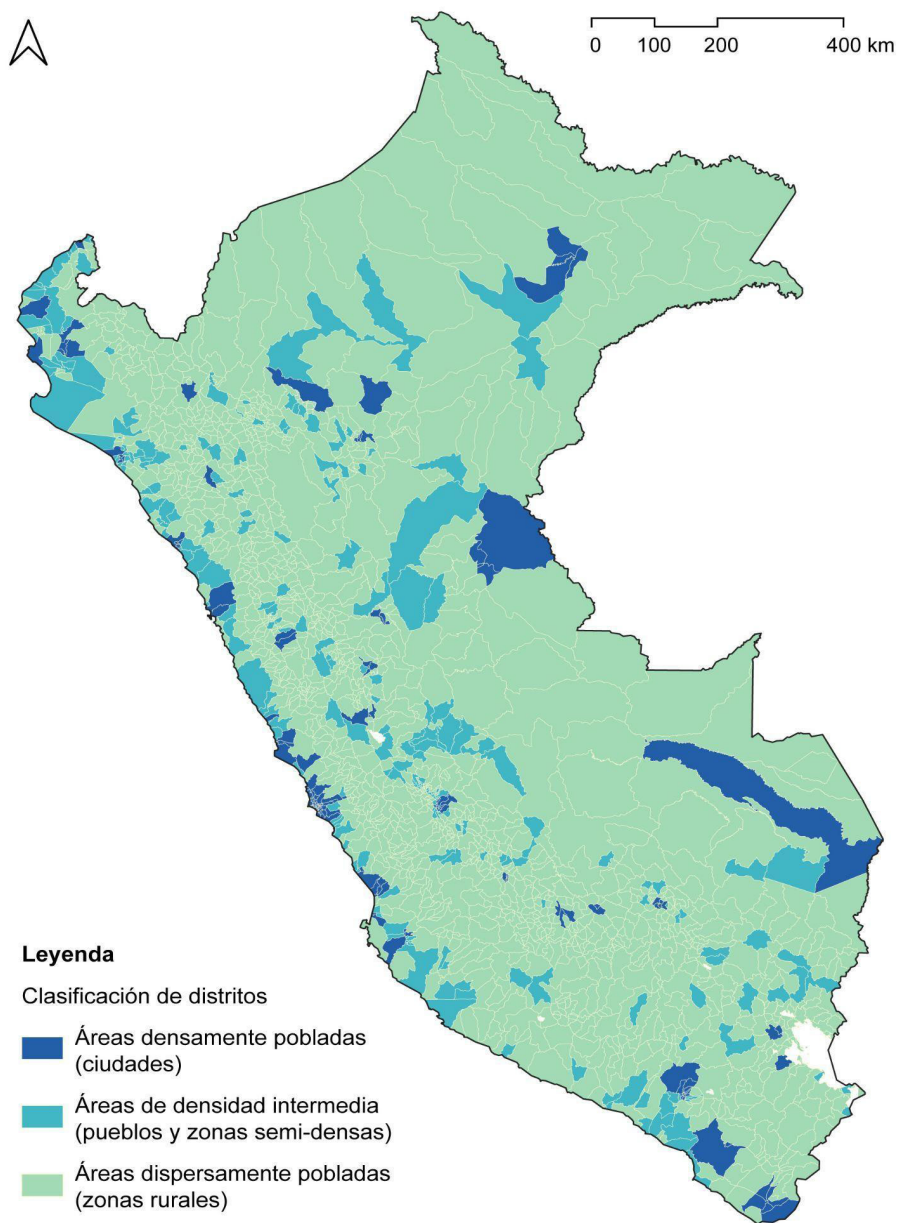 0 100 200 400 km
Leyenda
Clasificación de distritos
Áreas densamente pobladas
(ciudades)
Áreas de densidad intermedia
(pueblos y zonas semi-densas)
Áreas dispersamente pobladas
(zonas rurales)